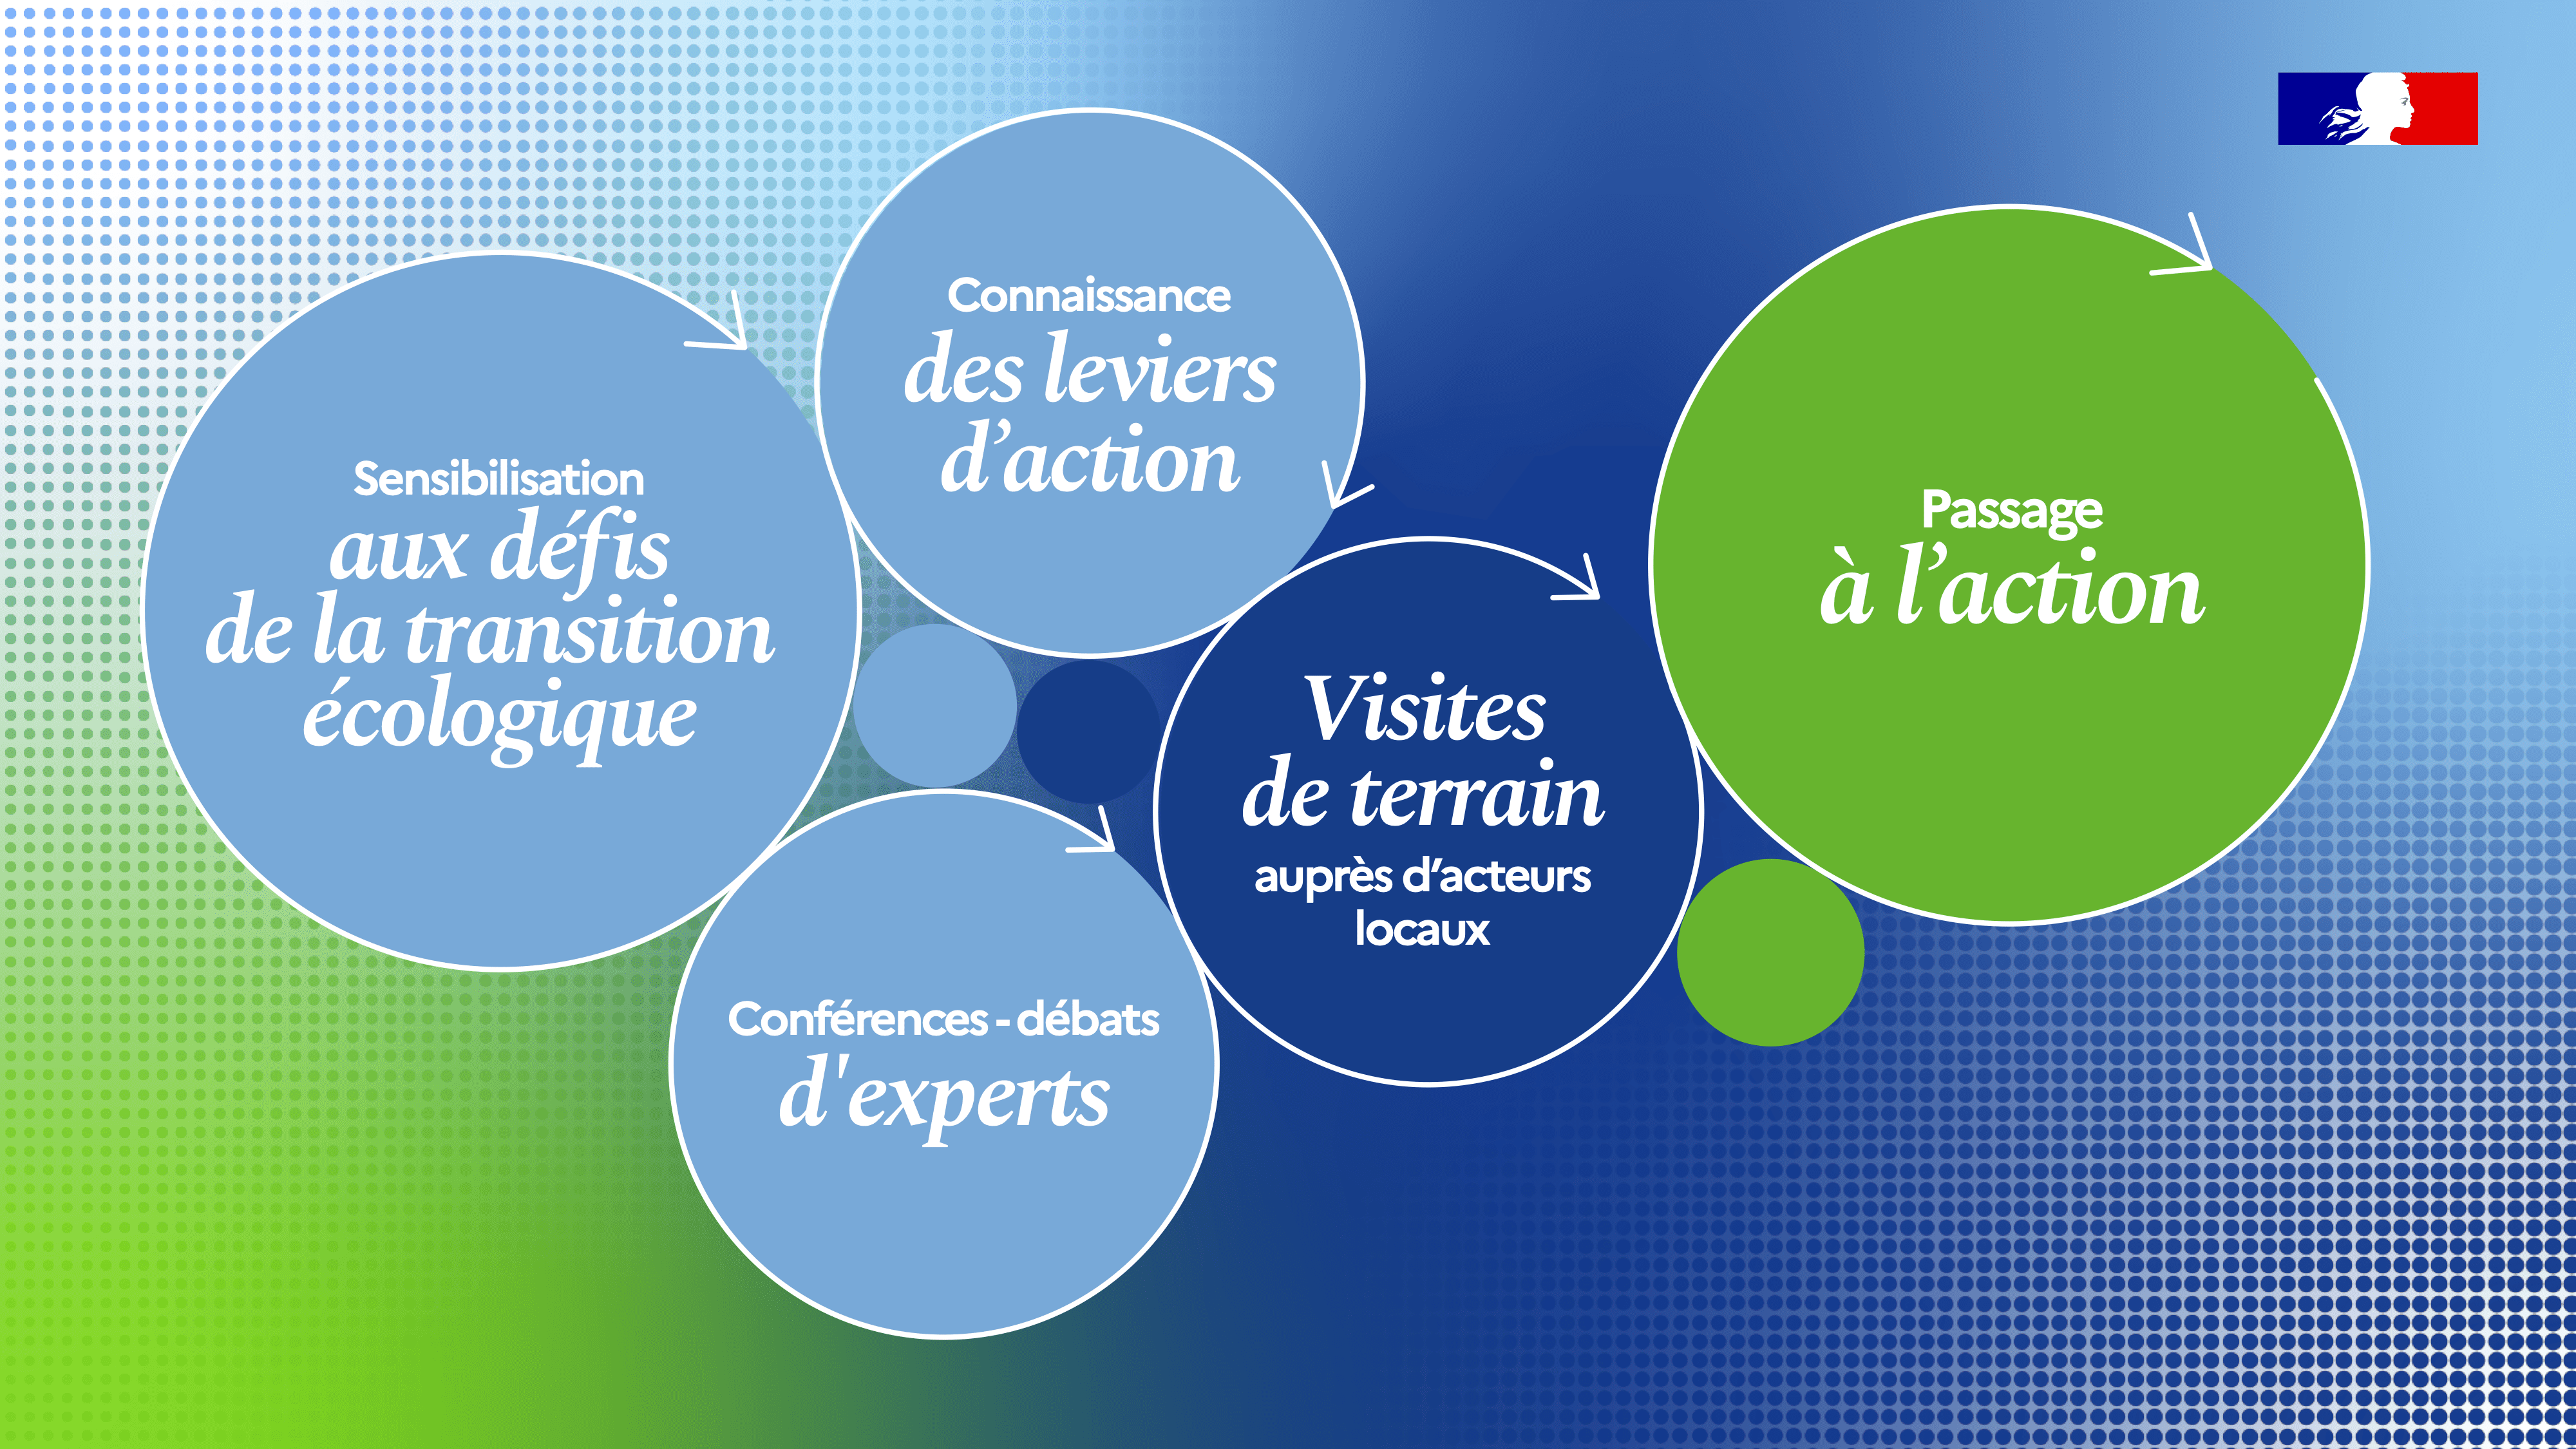 Sensibilisation
aux défis
de la transition
écologique
Connaissance
des leviers
d’action
Conférences - débats
d'experts
Visites
de terrain
auprès d’acteurs
locaux
Passage
à l’action